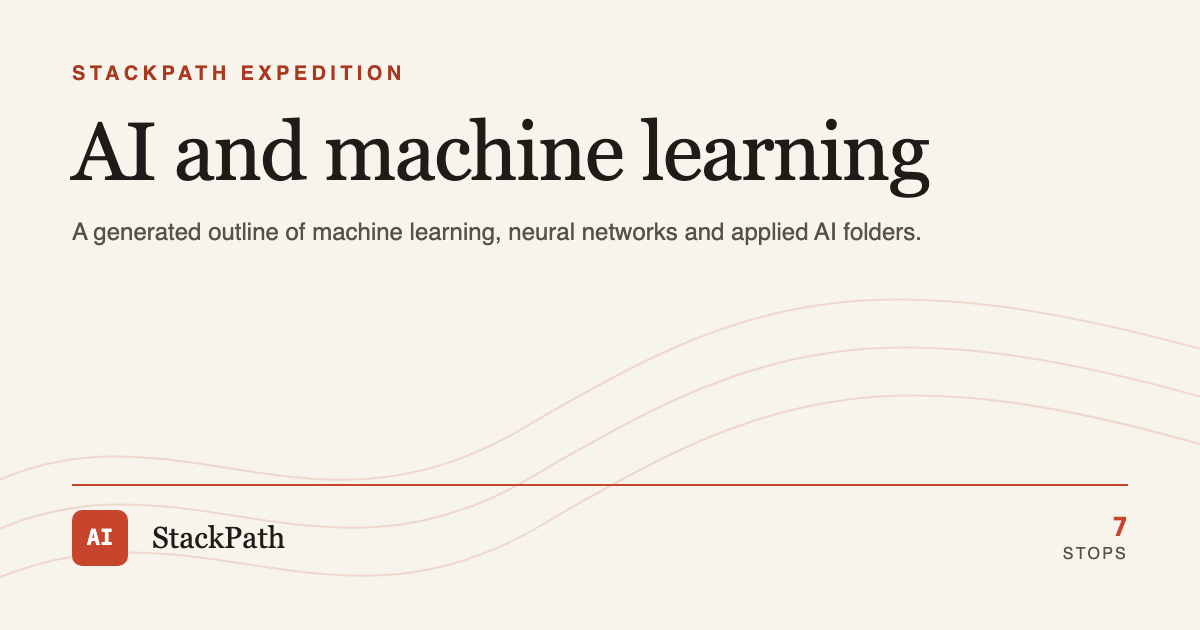 STACKPATH EXPEDITION
AI and machine learning
A generated outline of machine learning, neural networks and applied AI folders.
AI
StackPath
7
STOPS